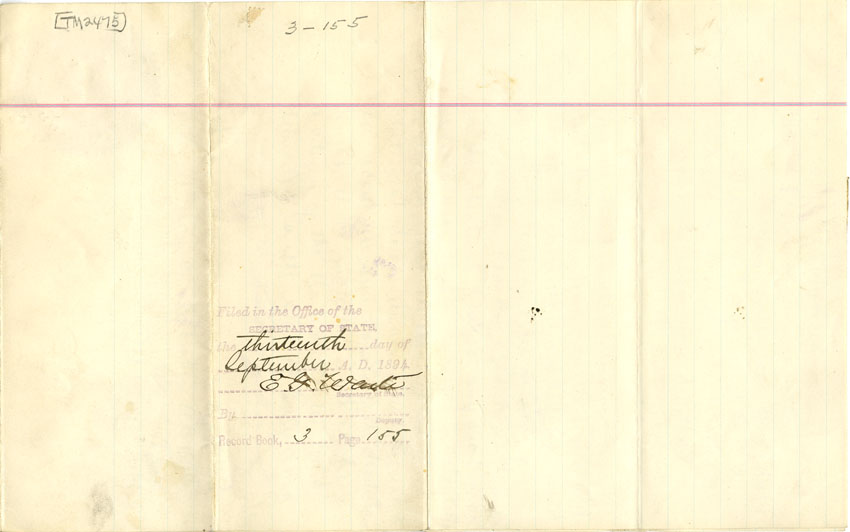 [TM2475]
3-155
Filed in the Office of the
SECRETARY OF STATE,
the thirteenth day of
September A. D. 1894.
E. F. Waite
Secretary of State.
By
Deputy.
Record Book, 3 Page 155